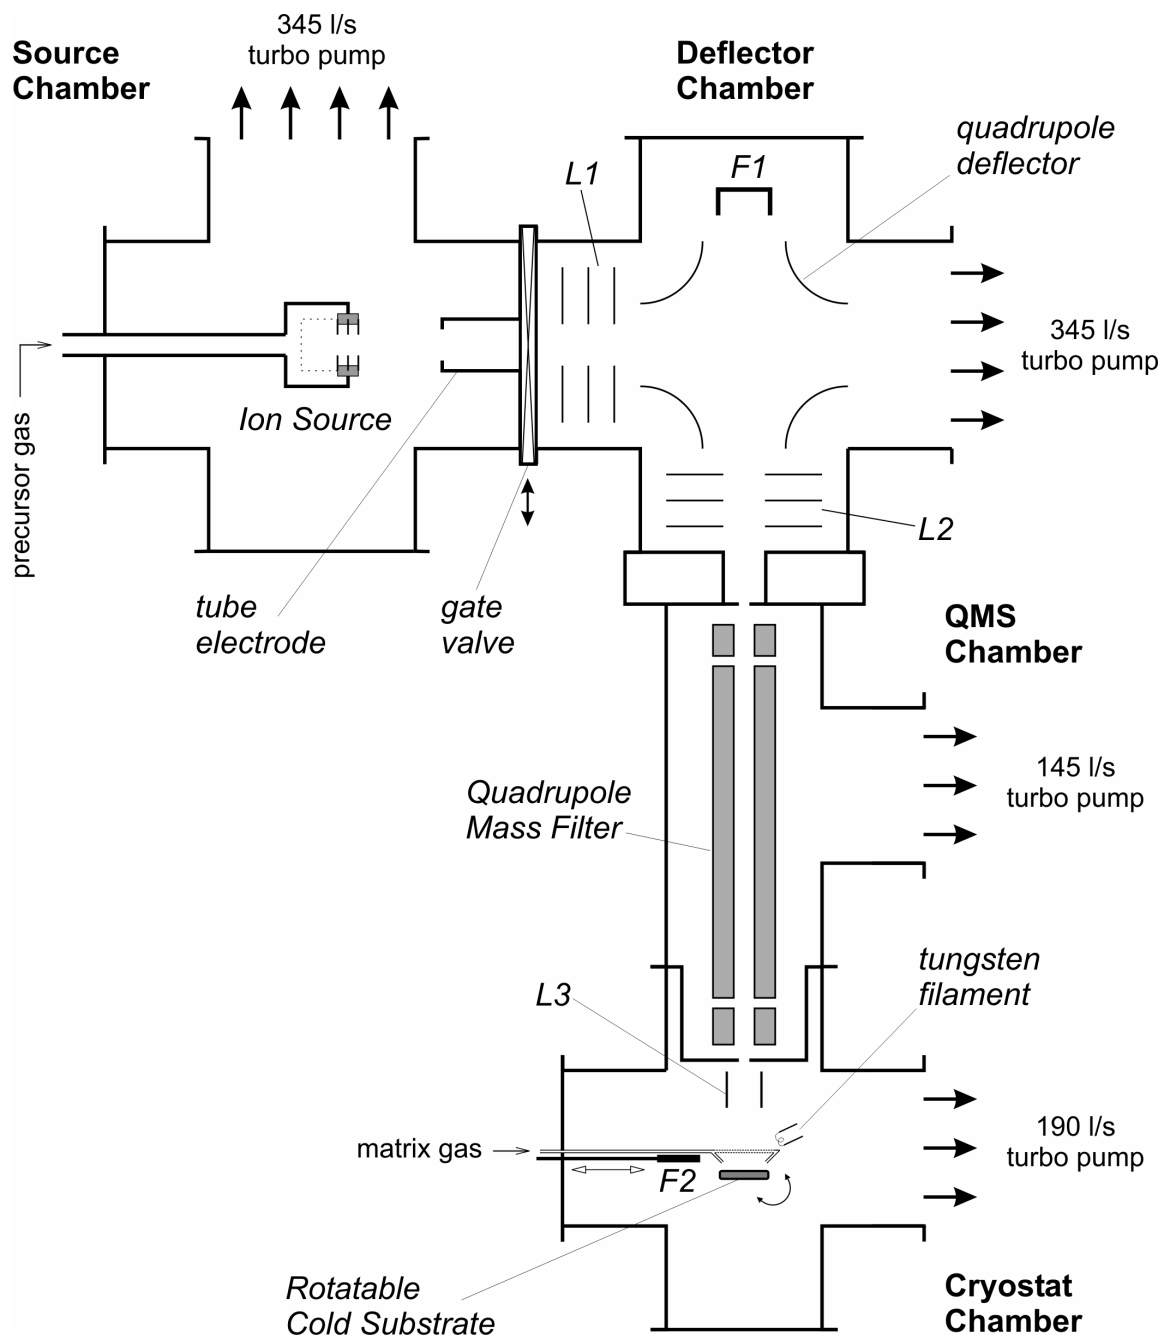 345 l/s
turbo pump
Source
Chamber
Deflector
Chamber
quadrupole
deflector
L1
F1
345 l/s
turbo pump
Ion Source
precursor gas
L2
tube
electrode
gate
valve
QMS
Chamber
145 l/s
turbo pump
Quadrupole
Mass Filter
tungsten
filament
L3
190 l/s
turbo pump
matrix gas
F2
Rotatable
Cold Substrate
Cryostat
Chamber